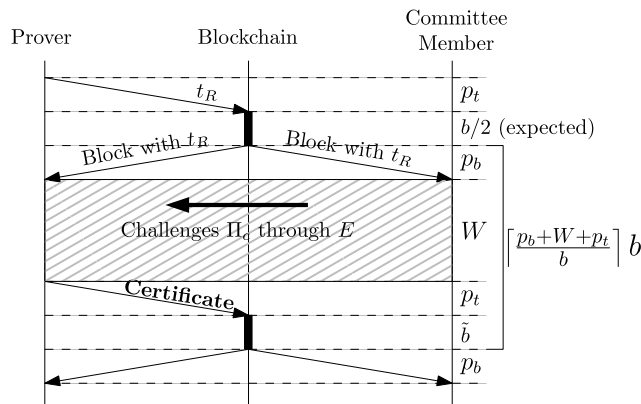 Prover
Blockchain
Committee
Member
t_R
p_t
b/2 (expected)
Block with t_R
Block with t_R
p_b
Challenges Π_c through E
W
⌈(p_b+W+p_t)/b⌉ b
Certificate
p_t
b̃
p_b